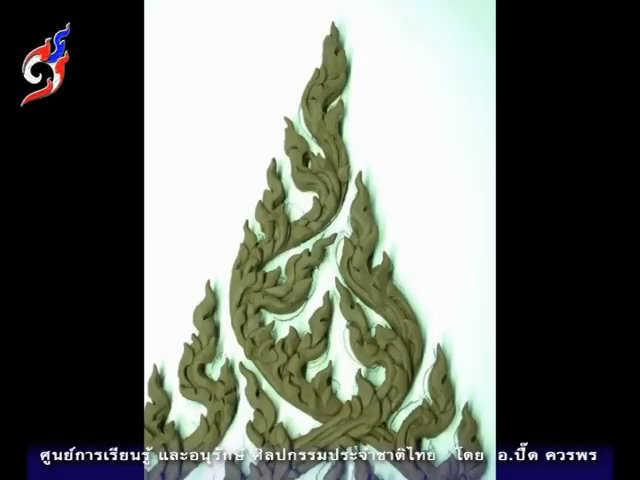 ศูนย์การเรียนรู้ และอนุรักษ์ ศิลปกรรมประจำชาติไทย โดย อ.ปิ๊ด ควรพร